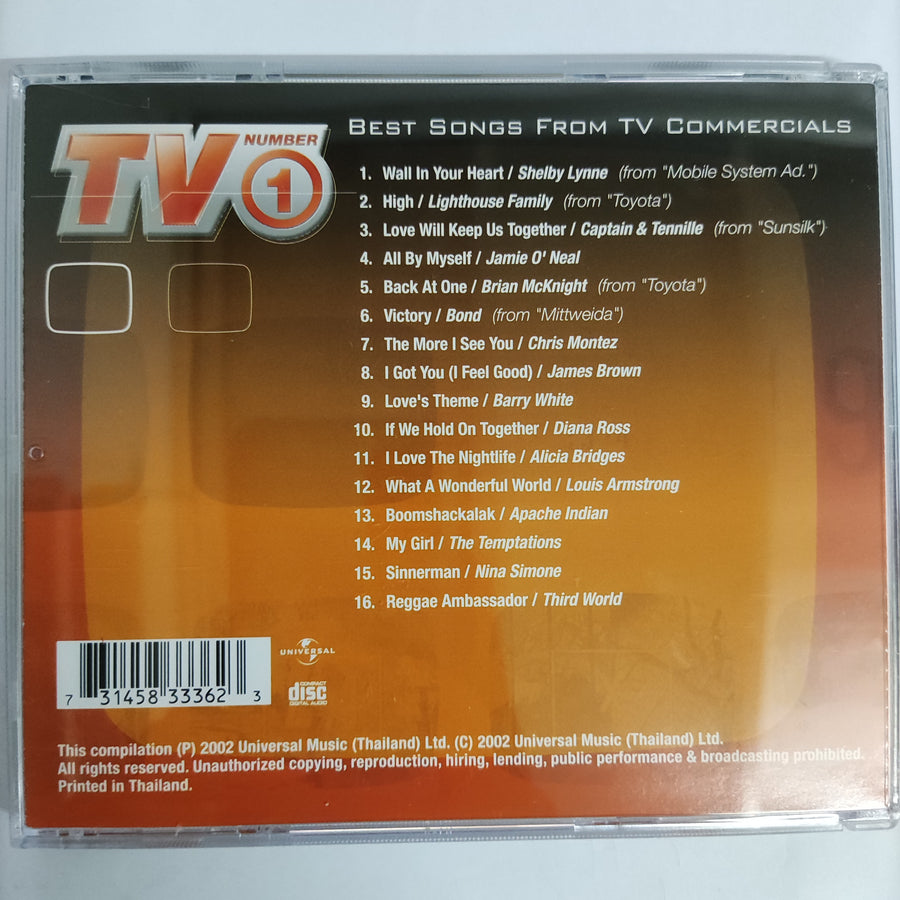 TV NUMBER 1
BEST SONGS FROM TV COMMERCIALS
1. Wall In Your Heart / Shelby Lynne (from "Mobile System Ad.")
2. High / Lighthouse Family (from "Toyota")
3. Love Will Keep Us Together / Captain & Tennille (from "Sunsilk")
4. All By Myself / Jamie O' Neal
5. Back At One / Brian McKnight (from "Toyota")
6. Victory / Bond (from "Mittweida")
7. The More I See You / Chris Montez
8. I Got You (I Feel Good) / James Brown
9. Love's Theme / Barry White
10. If We Hold On Together / Diana Ross
11. I Love The Nightlife / Alicia Bridges
12. What A Wonderful World / Louis Armstrong
13. Boomshackalak / Apache Indian
14. My Girl / The Temptations
15. Sinnerman / Nina Simone
16. Reggae Ambassador / Third World
7 31458 33362 3
UNIVERSAL
COMPACT
disc
DIGITAL AUDIO
This compilation (P) 2002 Universal Music (Thailand) Ltd. (C) 2002 Universal Music (Thailand) Ltd.
All rights reserved. Unauthorized copying, reproduction, hiring, lending, public performance & broadcasting prohibited.
Printed in Thailand.